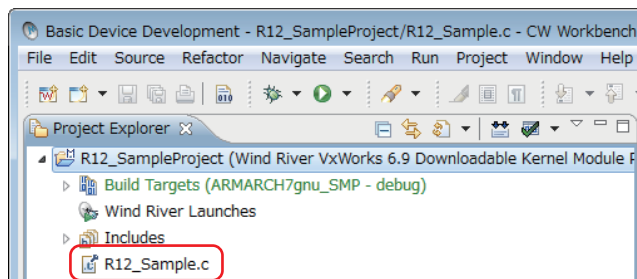 Basic Device Development - R12_SampleProject/R12_Sample.c - CW Workbench
File Edit Source Refactor Navigate Search Run Project Window Help
010
Project Explorer
R12_SampleProject (Wind River VxWorks 6.9 Downloadable Kernel Module P
Build Targets (ARMARCH7gnu_SMP - debug)
Wind River Launches
Includes
R12_Sample.c